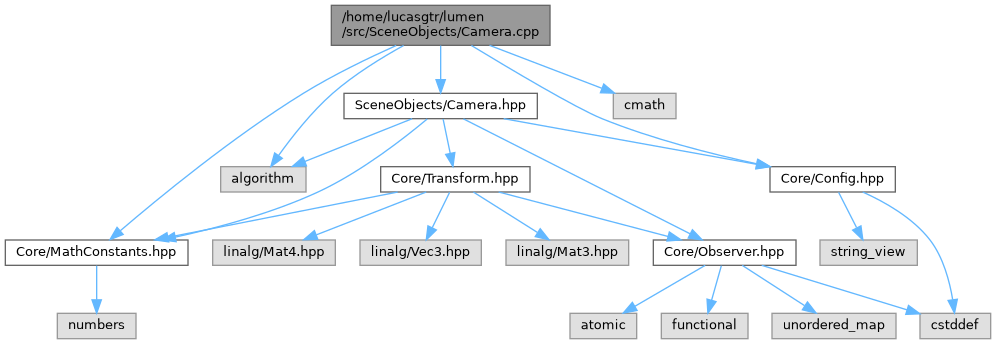 /home/lucasgtr/lumen
/src/SceneObjects/Camera.cpp
SceneObjects/Camera.hpp
cmath
algorithm
Core/Transform.hpp
Core/Config.hpp
Core/MathConstants.hpp
linalg/Mat4.hpp
linalg/Vec3.hpp
linalg/Mat3.hpp
Core/Observer.hpp
string_view
numbers
atomic
functional
unordered_map
cstddef